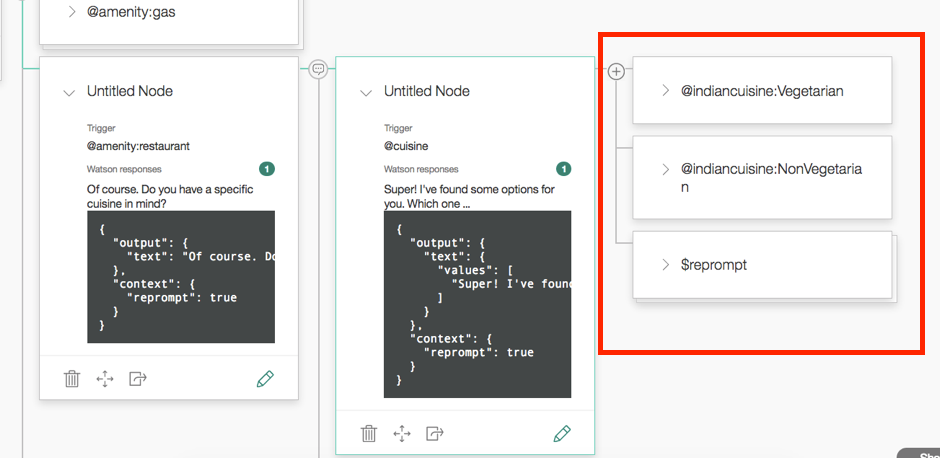 @amenity:gas
Untitled Node
Trigger
@amenity:restaurant
Watson responses
1
Of course. Do you have a specific
cuisine in mind?
{
"output": {
"text": "Of course. Do
},
"context": {
"reprompt": true
}
}
Untitled Node
Trigger
@cuisine
Watson responses
1
Super! I've found some options for
you. Which one ...
{
"output": {
"text": {
"values": [
"Super! I've foun
]
}
},
"context": {
"reprompt": true
}
}
@indiancuisine:Vegetarian
@indiancuisine:NonVegetaria
n
$reprompt